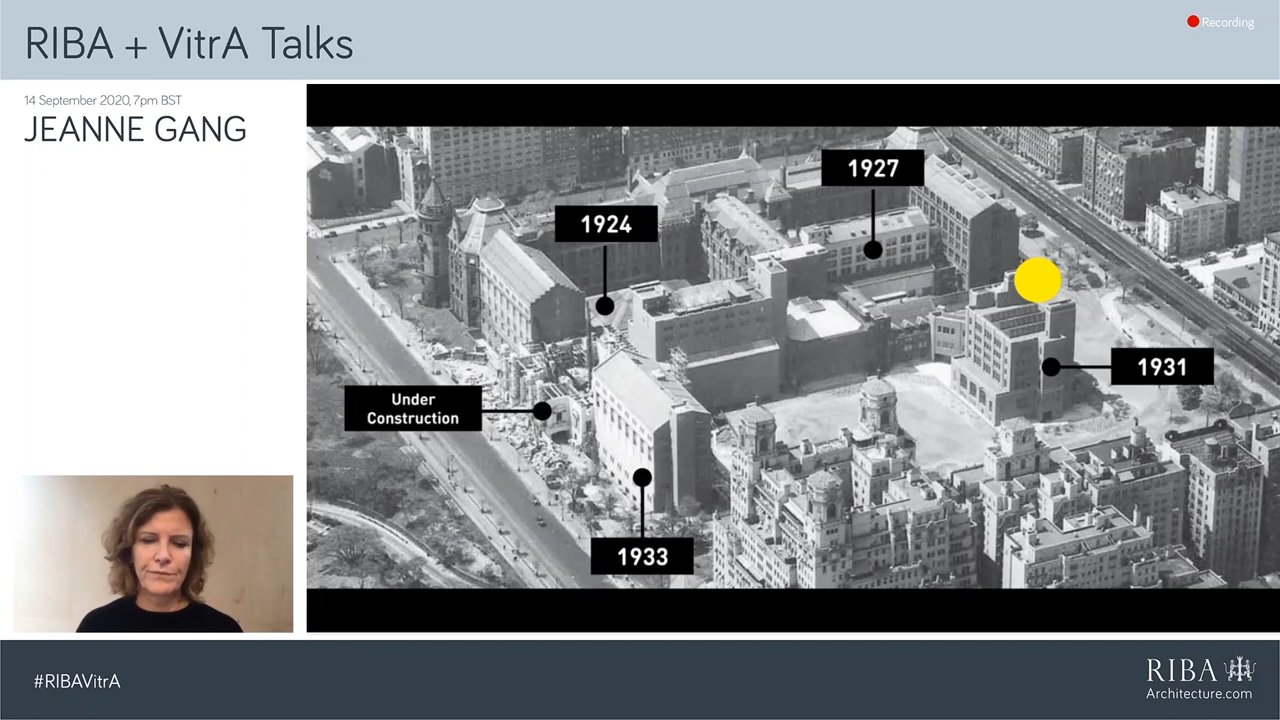 RIBA + VitrA Talks
Recording
14 September 2020, 7pm BST
JEANNE GANG
1927
1924
1931
Under
Construction
1933
#RIBAVitrA
RIBA
Architecture.com